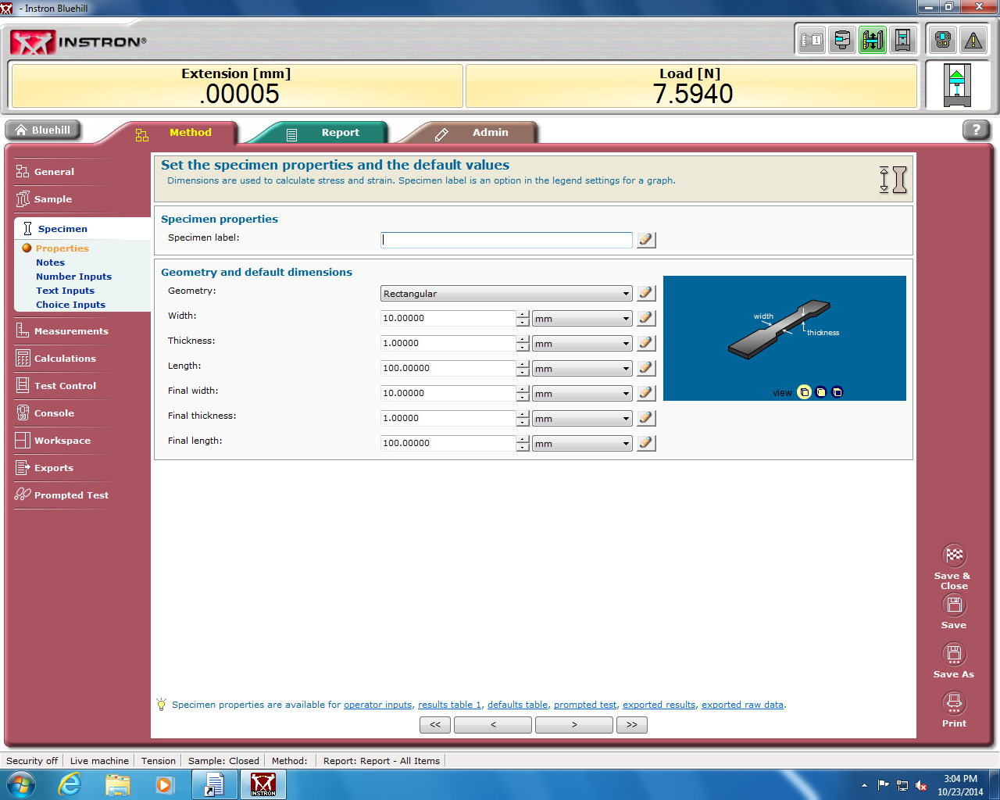 - Instron Bluehill
INSTRON®
1
Extension [mm]
.00005
Load [N]
7.5940
Bluehill
Method
Report
Admin
?
General
Sample
Specimen
Properties
Notes
Number Inputs
Text Inputs
Choice Inputs
Measurements
Calculations
Test Control
Console
Workspace
Exports
Prompted Test
Set the specimen properties and the default values
Dimensions are used to calculate stress and strain. Specimen label is an option in the legend settings for a graph.
Specimen properties
Specimen label:
Geometry and default dimensions
Geometry: Rectangular
Width: 10.00000 mm
Thickness: 1.00000 mm
Length: 100.00000 mm
Final width: 10.00000 mm
Final thickness: 1.00000 mm
Final length: 100.00000 mm
width
thickness
view
Save &
Close
Save
Save As
Print
Specimen properties are available for operator inputs, results table 1, defaults table, prompted test, exported results, exported raw data.
<< < > >>
Security off Live machine Tension Sample: Closed Method: Report: Report - All Items
INSTRON
3:04 PM
10/23/2014